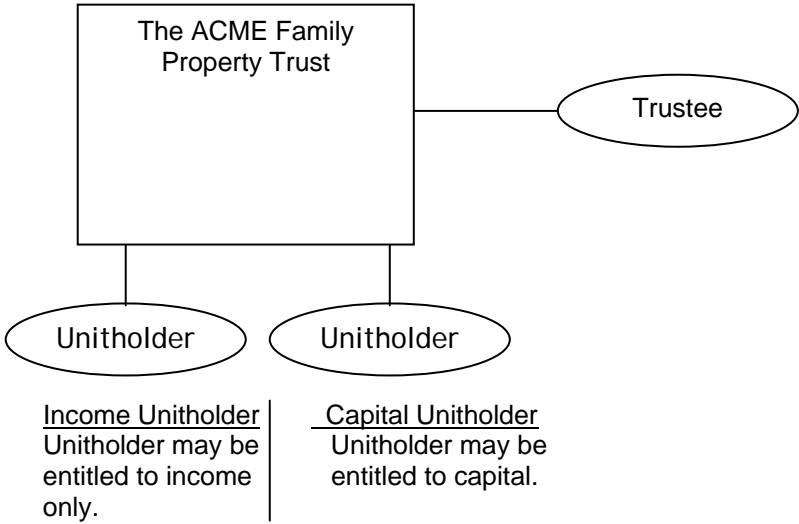 The ACME Family
Property Trust
Trustee
Unitholder
Unitholder
Income Unitholder
Unitholder may be
entitled to income
only.
Capital Unitholder
Unitholder may be
entitled to capital.